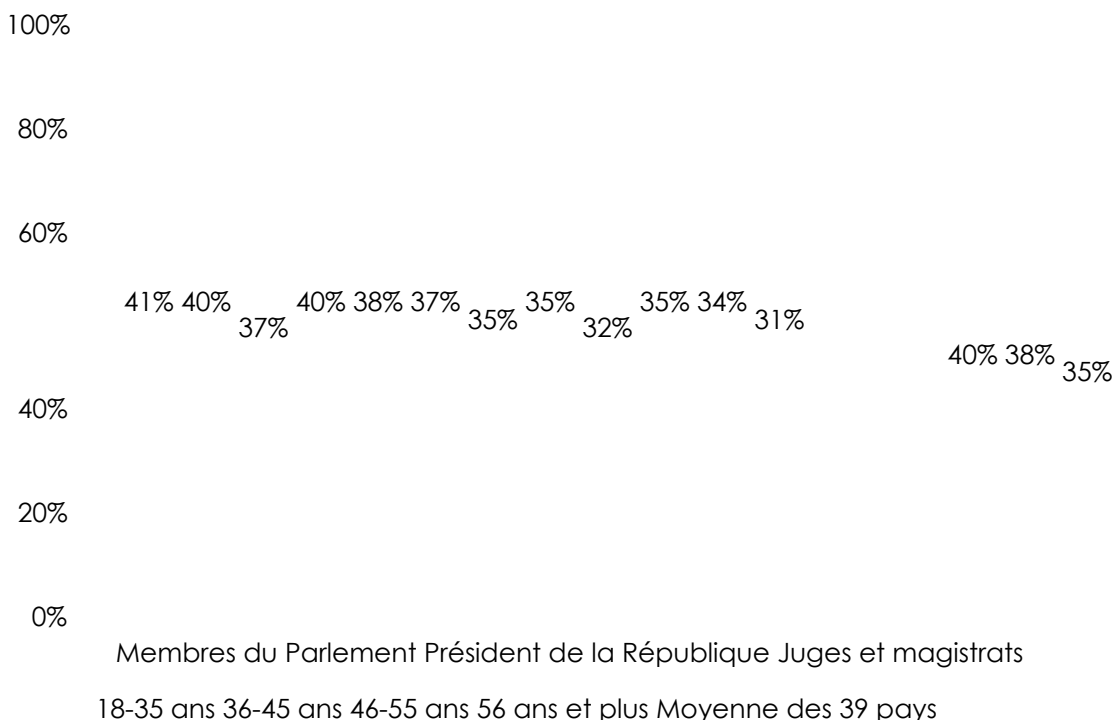 100%
80%
60%
41% 40% 37% 40% 38% 37% 35% 35% 32% 35% 34% 31%
40% 38% 35%
40%
20%
0%
Membres du Parlement Président de la République Juges et magistrats
18-35 ans 36-45 ans 46-55 ans 56 ans et plus Moyenne des 39 pays